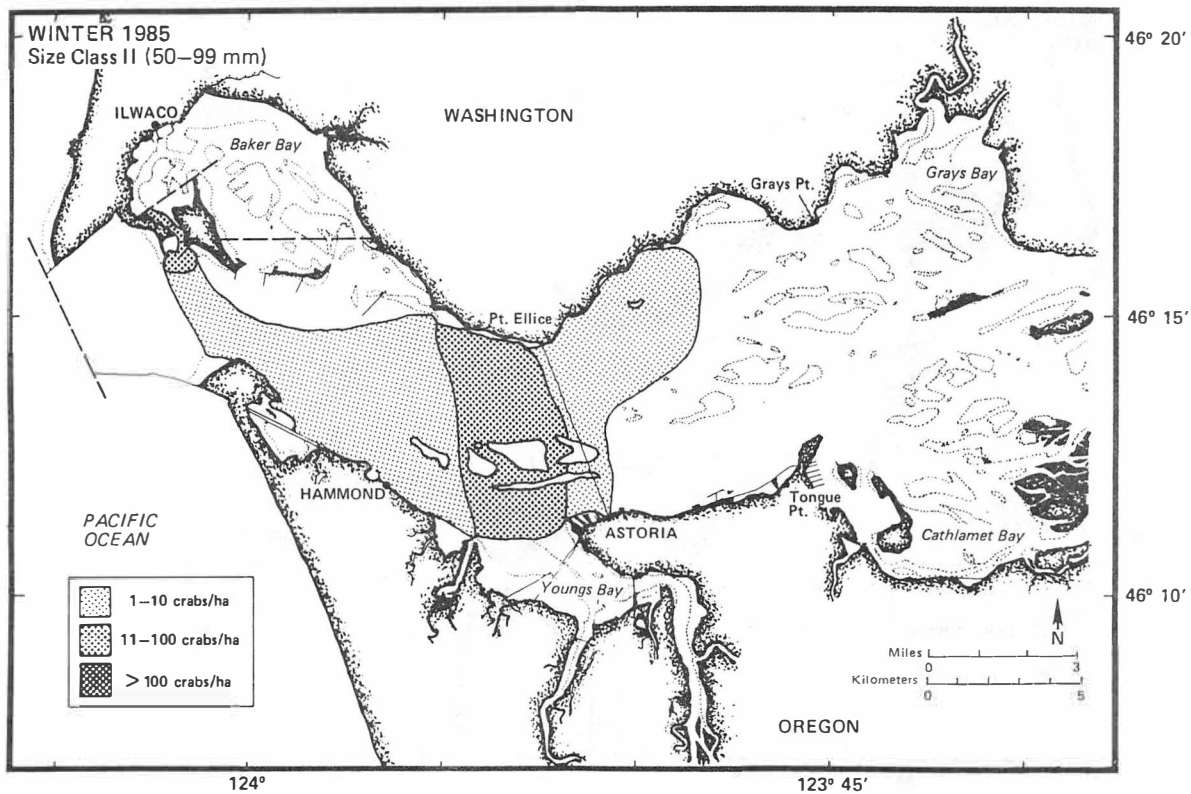 WINTER 1985
Size Class II (50–99 mm)
46° 20'
ILWACO
WASHINGTON
Baker Bay
Grays Bay
Grays Pt.
46° 15'
Pt. Ellice
HAMMOND
Tongue
Pt.
PACIFIC
OCEAN
ASTORIA
Cathlamet Bay
Youngs Bay
46° 10'
1–10 crabs/ha
11–100 crabs/ha
> 100 crabs/ha
N
Miles
0 3
Kilometers
0 5
OREGON
124°
123° 45'